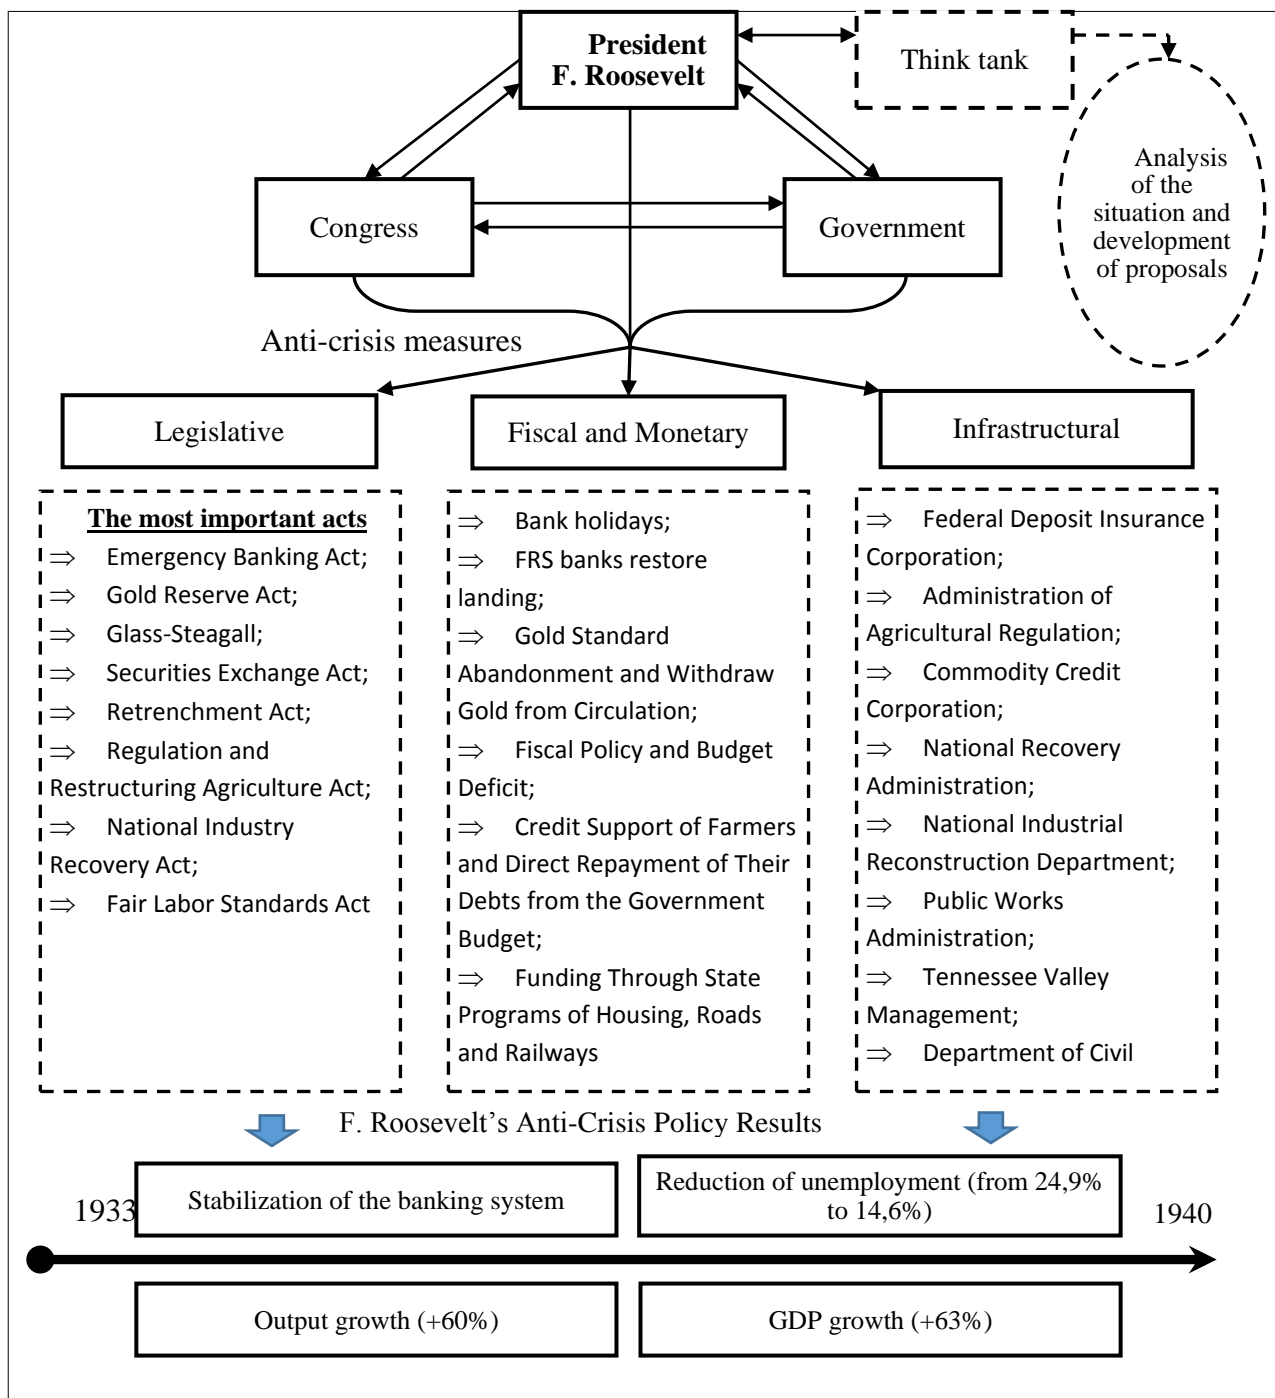 President
F. Roosevelt
Think tank
Analysis
of the
situation and
development
of proposals
Congress
Government
Anti-crisis measures
Legislative
Fiscal and Monetary
Infrastructural
The most important acts
⇒ Emergency Banking Act;
⇒ Gold Reserve Act;
⇒ Glass-Steagall;
⇒ Securities Exchange Act;
⇒ Retrenchment Act;
⇒ Regulation and
Restructuring Agriculture Act;
⇒ National Industry
Recovery Act;
⇒ Fair Labor Standards Act
⇒ Bank holidays;
⇒ FRS banks restore
landing;
⇒ Gold Standard
Abandonment and Withdraw
Gold from Circulation;
⇒ Fiscal Policy and Budget
Deficit;
⇒ Credit Support of Farmers
and Direct Repayment of Their
Debts from the Government
Budget;
⇒ Funding Through State
Programs of Housing, Roads
and Railways
⇒ Federal Deposit Insurance
Corporation;
⇒ Administration of
Agricultural Regulation;
⇒ Commodity Credit
Corporation;
⇒ National Recovery
Administration;
⇒ National Industrial
Reconstruction Department;
⇒ Public Works
Administration;
⇒ Tennessee Valley
Management;
⇒ Department of Civil
F. Roosevelt’s Anti-Crisis Policy Results
1933
Stabilization of the banking system
Reduction of unemployment (from 24,9%
to 14,6%)
1940
Output growth (+60%)
GDP growth (+63%)